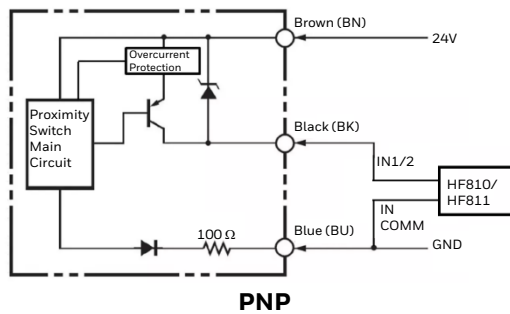 Brown (BN)
24V
Overcurrent
Protection
Proximity
Switch
Main
Circuit
Black (BK)
IN1/2
HF810/
HF811
IN
COMM
Blue (BU)
100 Ω
GND
PNP